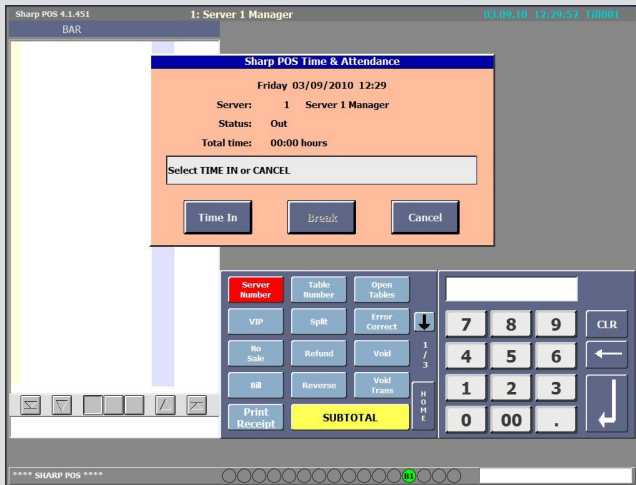 Sharp POS 4.1.451 1: Server 1 Manager 03.09.10 12:29:52 Till001
BAR
Sharp POS Time & Attendance
Friday 03/09/2010 12:29
Server: 1 Server 1 Manager
Status: Out
Total time: 00:00 hours
Select TIME IN or CANCEL
Time In Break Cancel
Server Number Table Number Open Tables
VIP Split Error Correct
7 8 9 CLR
No Sale Refund Void 1 / 3
4 5 6
Bill Reverse Void Trans
1 2 3
HOME
Print Receipt SUBTOTAL
0 00 .
**** SHARP POS **** B1